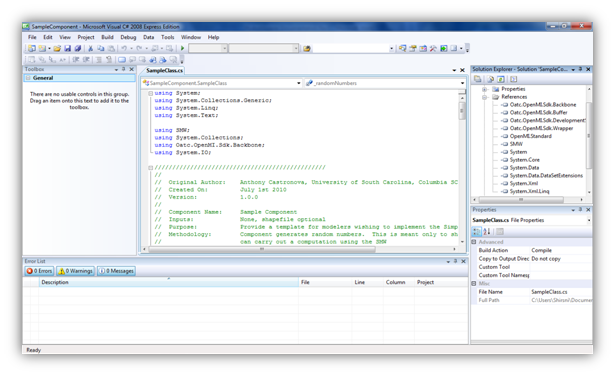 SampleComponent - Microsoft Visual C# 2008 Express Edition
File Edit View Project Build Debug Data Tools Window Help
Toolbox
General
There are no usable controls in this group.
Drag an item onto this text to add it to the
toolbox.
SampleClass.cs
SampleComponent.SampleClass
_randomNumbers
using System;
using System.Collections.Generic;
using System.Linq;
using System.Text;
using SMW;
using System.Collections;
using Oatc.OpenMI.Sdk.Backbone;
using System.IO;
//
// Original Author: Anthony Castronova, University of South Carolina, Columbia SC
// Created On: July 1st 2010
// Version: 1.0.0
//
// Component Name: Sample Component
// Inputs: None, shapefile optional
// Purpose: Provide a template for modelers wishing to implement the Simp
// Methodology: Component generates random numbers. This is meant only to sh
// can carry out a computation using the SMW
Solution Explorer - Solution 'SampleCo...
Properties
References
Oatc.OpenMI.Sdk.Backbone
Oatc.OpenMI.Sdk.Buffer
Oatc.OpenMI.Sdk.Development
Oatc.OpenMI.Sdk.Wrapper
OpenMI.Standard
SMW
System
System.Core
System.Data
System.Data.DataSetExtensions
System.Xml
System.Xml.Linq
Properties
SampleClass.cs File Properties
Advanced
Build Action Compile
Copy to Output Direc Do not copy
Custom Tool
Custom Tool Namesp
Misc
File Name SampleClass.cs
Full Path C:\Users\Shirani\Documen
Error List
0 Errors 0 Warnings 0 Messages
Description File Line Column Project
Ready